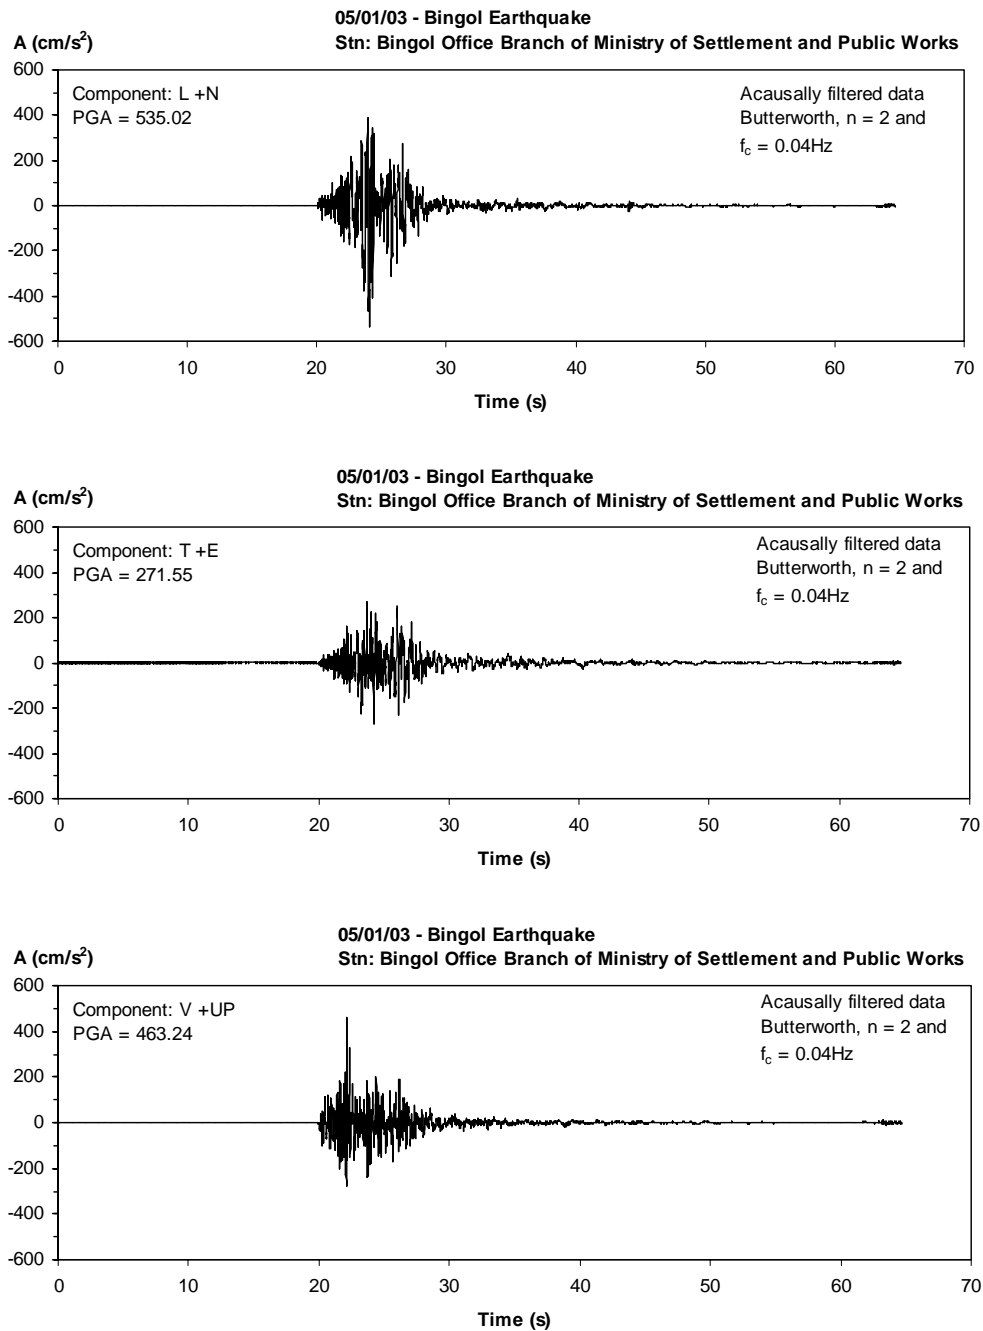 05/01/03 - Bingol Earthquake
A (cm/s²) Stn: Bingol Office Branch of Ministry of Settlement and Public Works
600
Component: L +N Acausally filtered data
PGA = 535.02 Butterworth, n = 2 and
400
fc = 0.04Hz
200
0
-200
-400
-600
0 10 20 30 40 50 60 70
Time (s)
05/01/03 - Bingol Earthquake
A (cm/s²) Stn: Bingol Office Branch of Ministry of Settlement and Public Works
600
Component: T +E Acausally filtered data
PGA = 271.55 Butterworth, n = 2 and
400
fc = 0.04Hz
200
0
-200
-400
-600
0 10 20 30 40 50 60 70
Time (s)
05/01/03 - Bingol Earthquake
A (cm/s²) Stn: Bingol Office Branch of Ministry of Settlement and Public Works
600
Component: V +UP Acausally filtered data
PGA = 463.24 Butterworth, n = 2 and
400
fc = 0.04Hz
200
0
-200
-400
-600
0 10 20 30 40 50 60 70
Time (s)